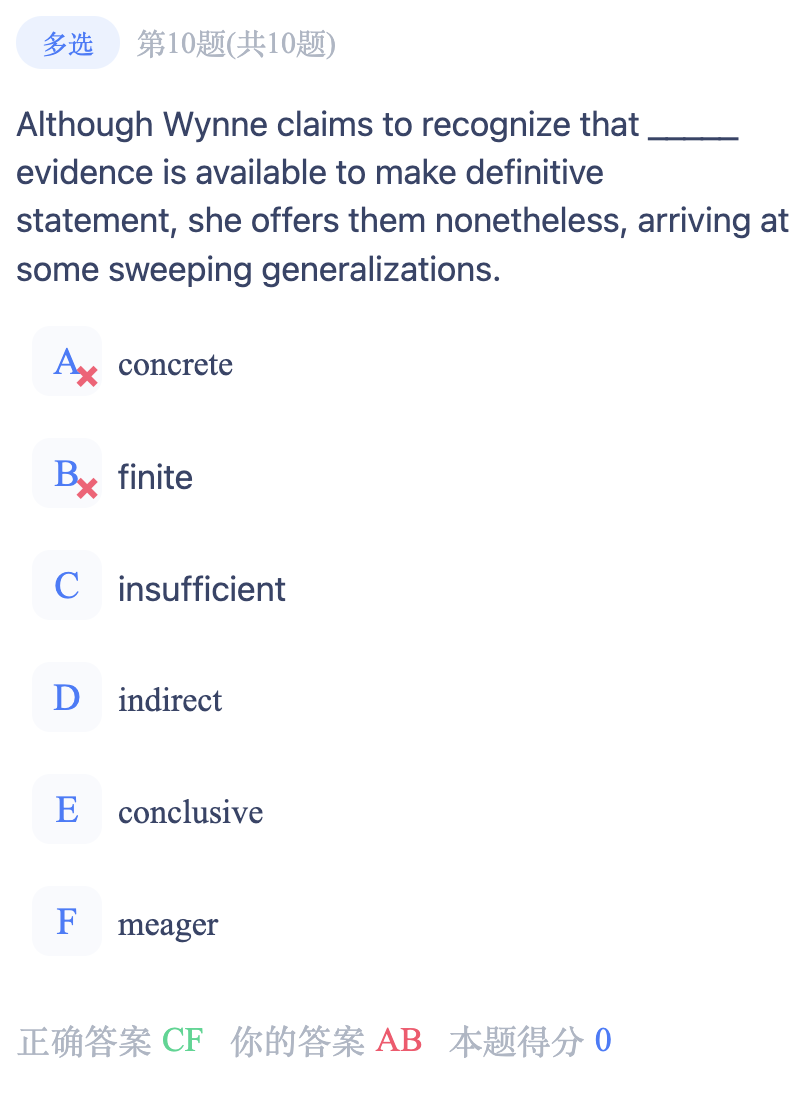 多选 第10题(共10题)
Although Wynne claims to recognize that _____
evidence is available to make definitive
statement, she offers them nonetheless, arriving at
some sweeping generalizations.
A concrete
B finite
C insufficient
D indirect
E conclusive
F meager
正确答案 CF 你的答案 AB 本题得分 0